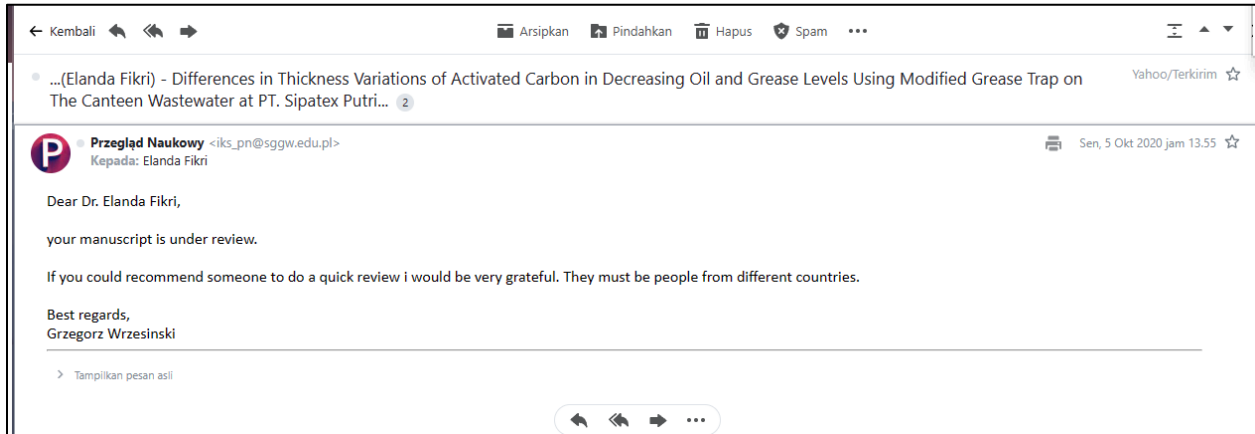 Kembali Arsipkan Pindahkan Hapus Spam
...(Elanda Fikri) - Differences in Thickness Variations of Activated Carbon in Decreasing Oil and Grease Levels Using Modified Grease Trap on Yahoo/Terkirim
The Canteen Wastewater at PT. Sipatex Putri... 2
P
Przegląd Naukowy <iks_pn@sggw.edu.pl> Sen, 5 Okt 2020 jam 13.55
Kepada: Elanda Fikri
Dear Dr. Elanda Fikri,
your manuscript is under review.
If you could recommend someone to do a quick review i would be very grateful. They must be people from different countries.
Best regards,
Grzegorz Wrzesinski
Tampilkan pesan asli